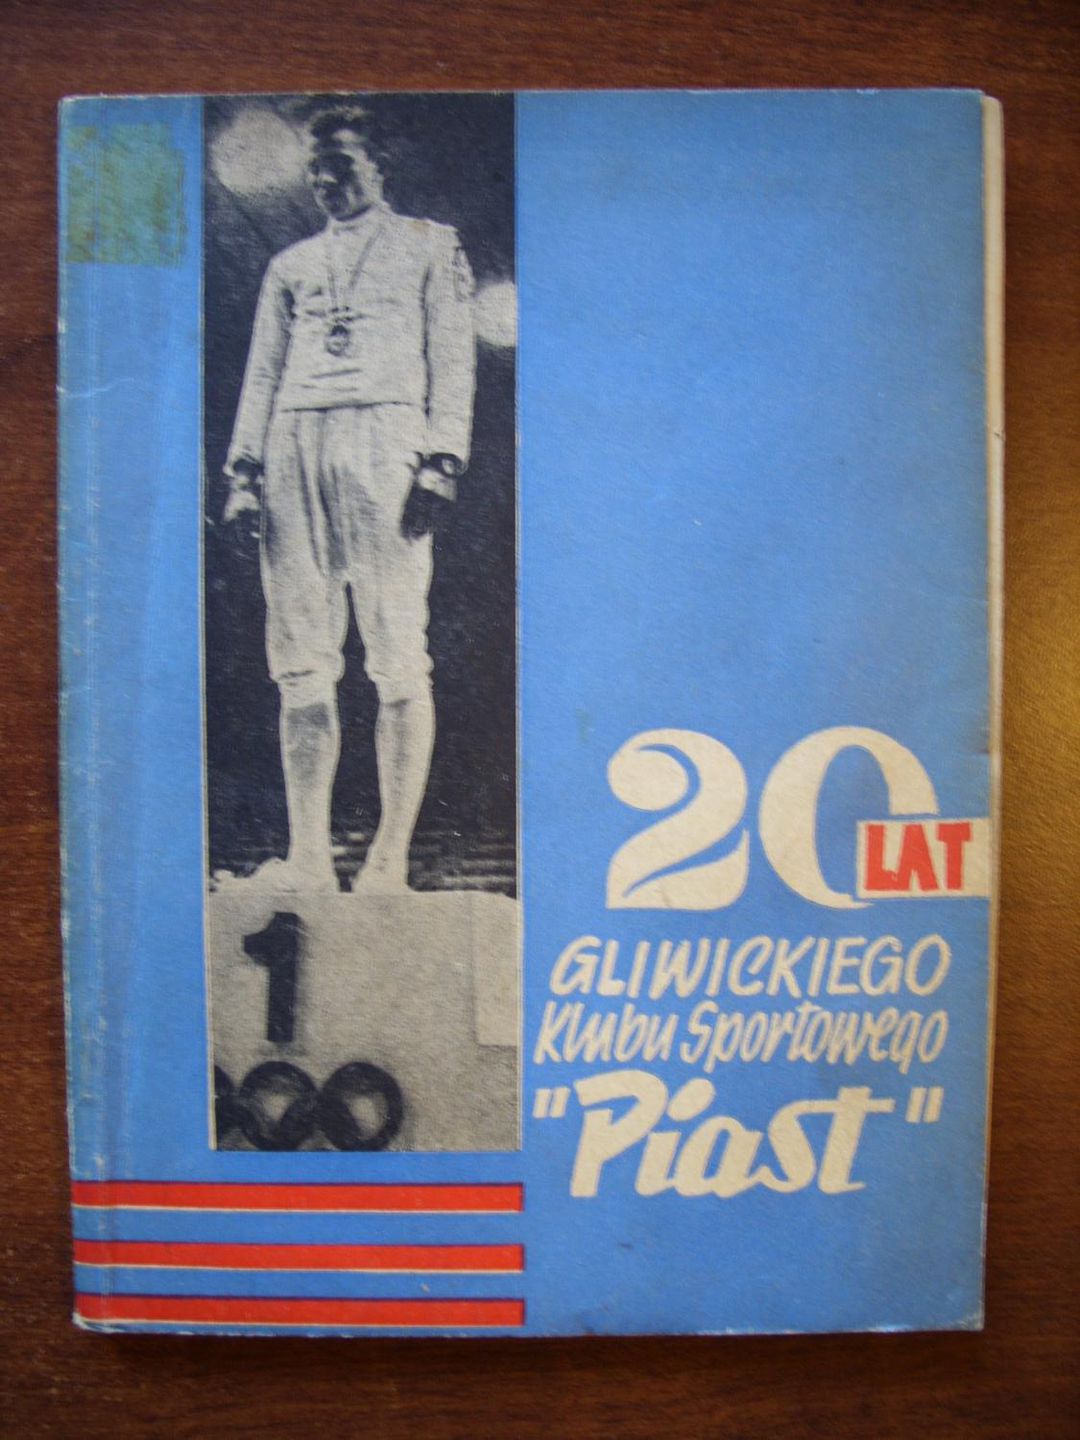 1
20
LAT
GLIWICKIEGO
Klubu Sportowego
"Piast"